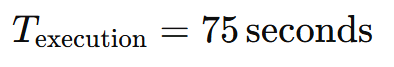 T_execution = 75 seconds